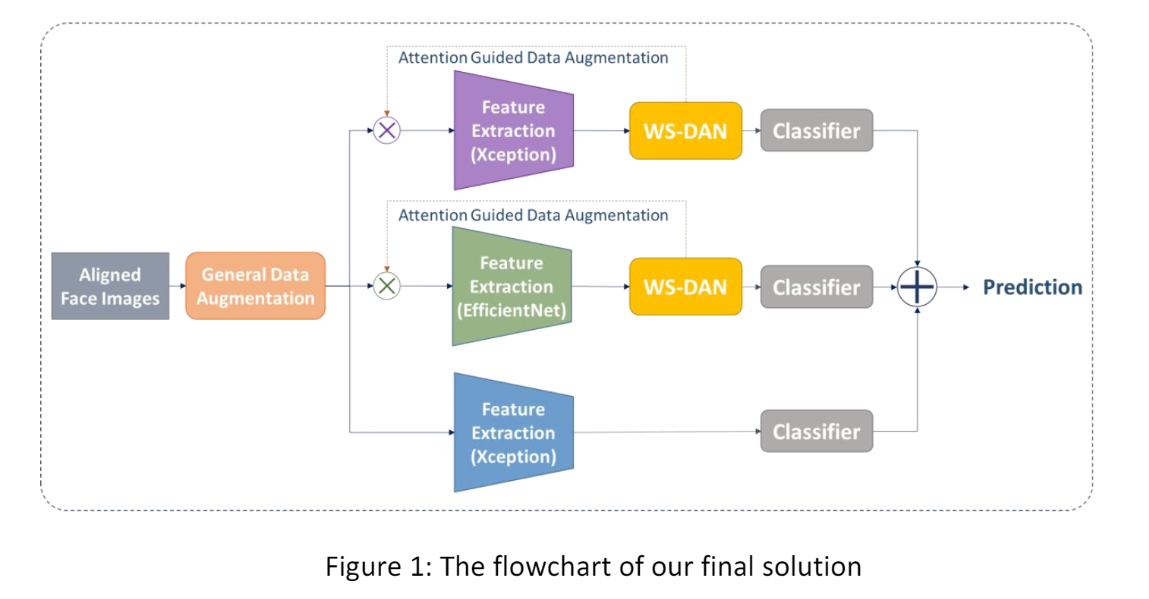 Attention Guided Data Augmentation
Feature
Extraction
(Xception)
WS-DAN
Classifier
Attention Guided Data Augmentation
Aligned
Face Images
General Data
Augmentation
Feature
Extraction
(EfficientNet)
WS-DAN
Classifier
Prediction
Feature
Extraction
(Xception)
Classifier
Figure 1: The flowchart of our final solution